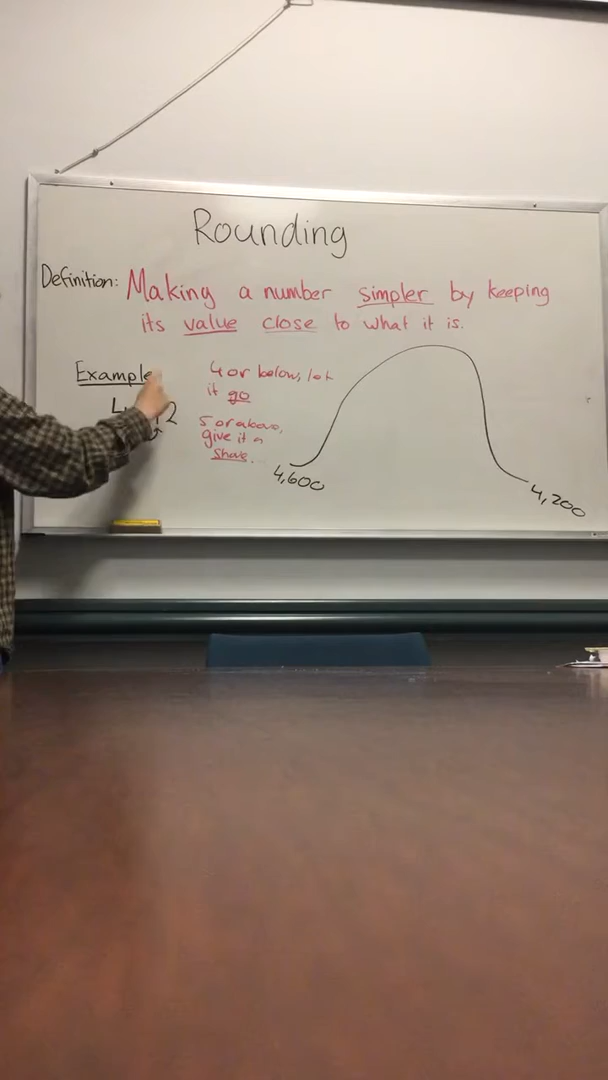 Rounding
Definition: Making a number simpler by keeping
its value close to what it is.
Example
4 or below, let
it go
5 or above,
give it a
shove.
4,600
4,200